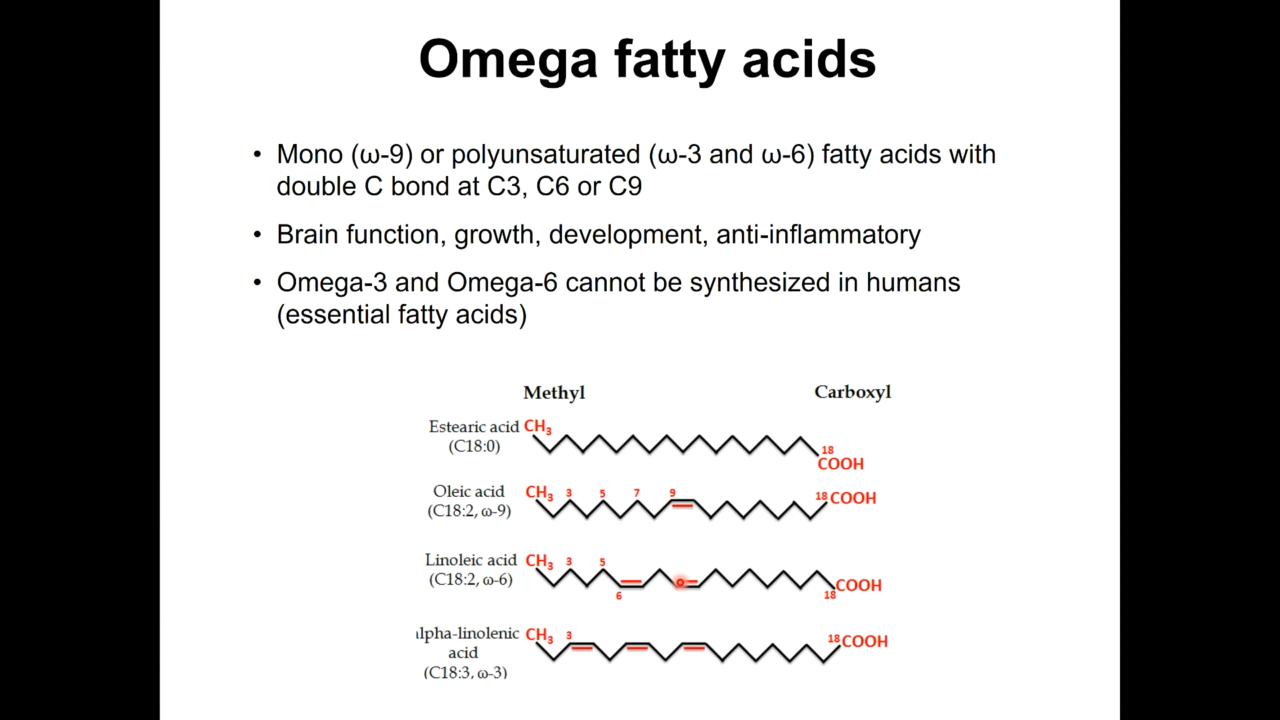 Omega fatty acids
• Mono (ω-9) or polyunsaturated (ω-3 and ω-6) fatty acids with
double C bond at C3, C6 or C9
• Brain function, growth, development, anti-inflammatory
• Omega-3 and Omega-6 cannot be synthesized in humans
(essential fatty acids)
Methyl Carboxyl
Estearic acid CH3
(C18:0)
18
COOH
Oleic acid CH3 3 5 7 9 18 COOH
(C18:2, ω-9)
Linoleic acid CH3 3 5
(C18:2, ω-6) COOH
6 18
lpha-linolenic CH3 3 18 COOH
acid
(C18:3, ω-3)